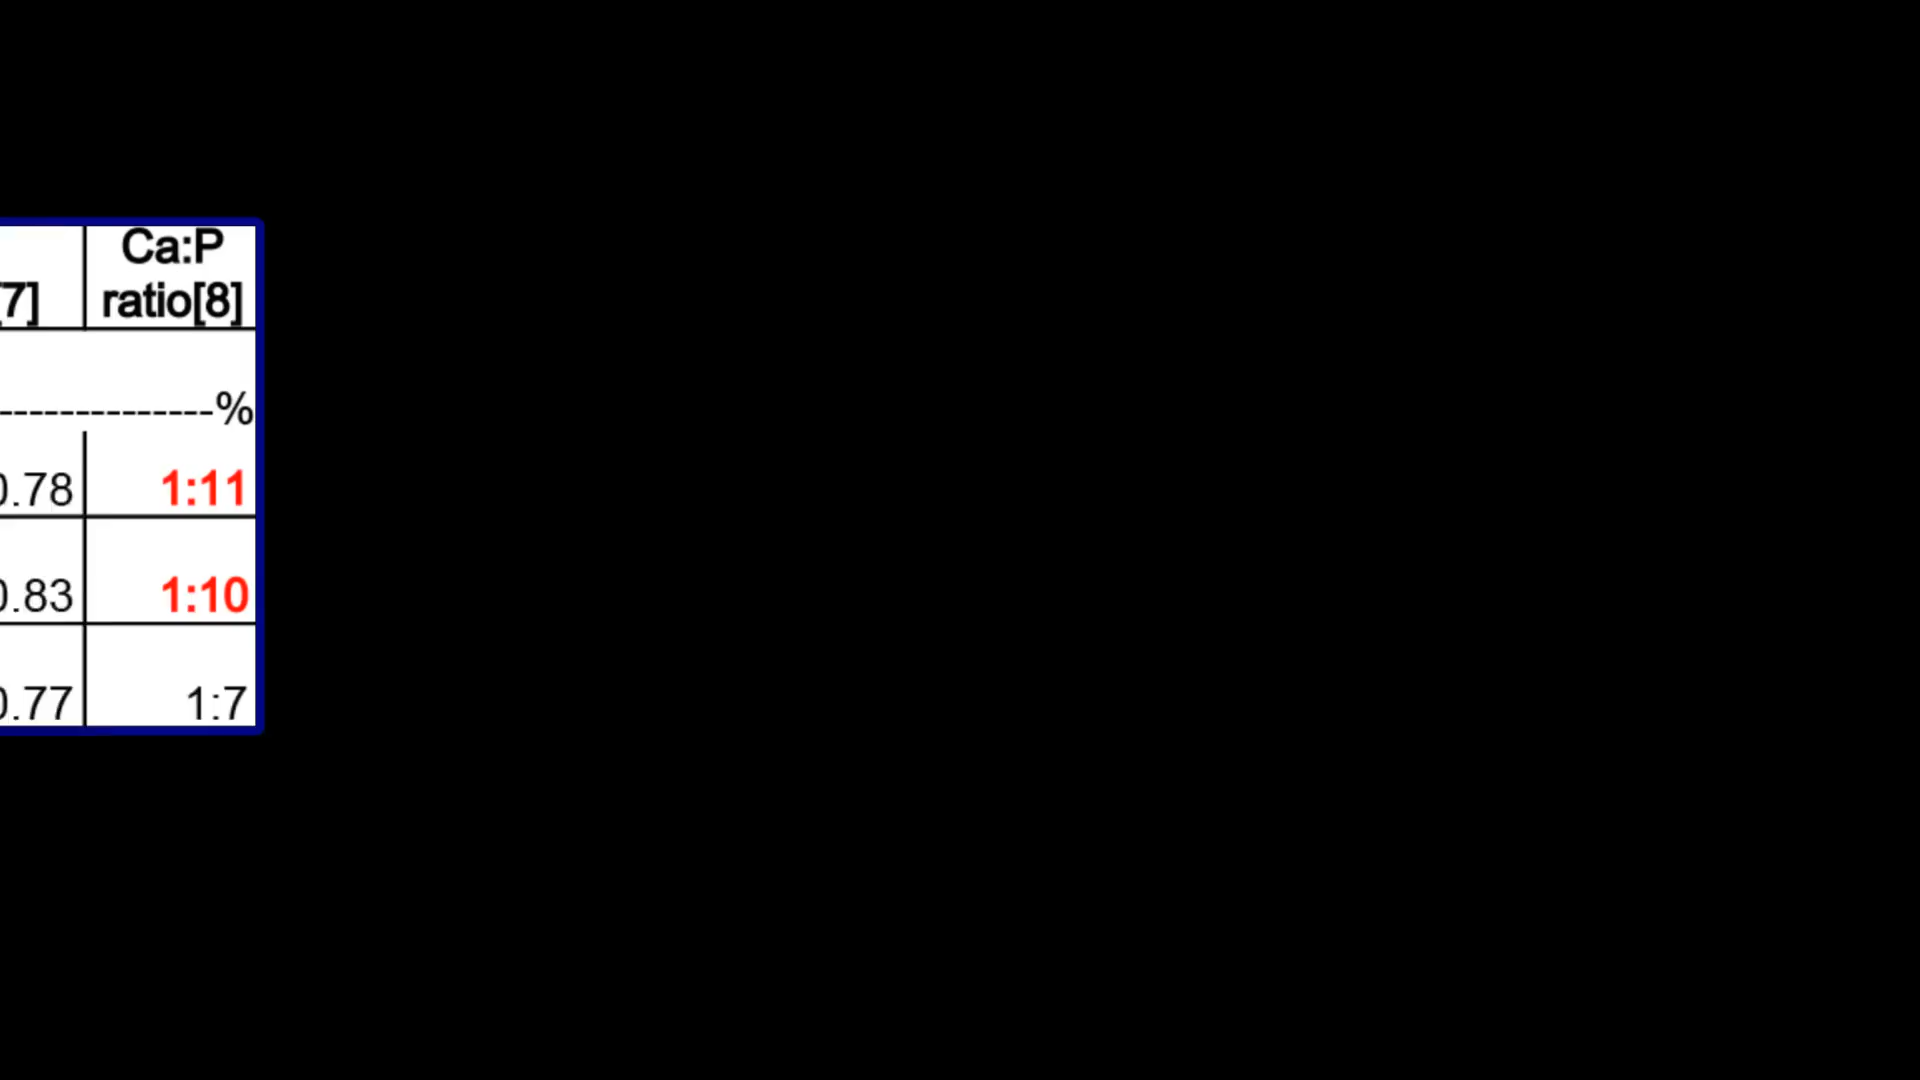 Ca:P
7] ratio[8]
--------------%
.78 1:11
.83 1:10
.77 1:7